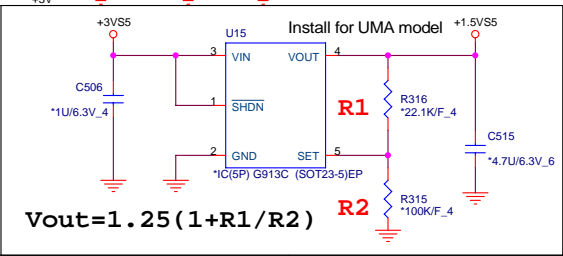 +3VS5
U15
Install for UMA model
+1.5VS5
3
VIN
VOUT
4
C506
*1U/6.3V_4
1
SHDN
R1
R316
*22.1K/F_4
C515
*4.7U/6.3V_6
2
GND
SET
5
*IC(5P) G913C (SOT23-5)EP
R2
R315
*100K/F_4
Vout=1.25(1+R1/R2)